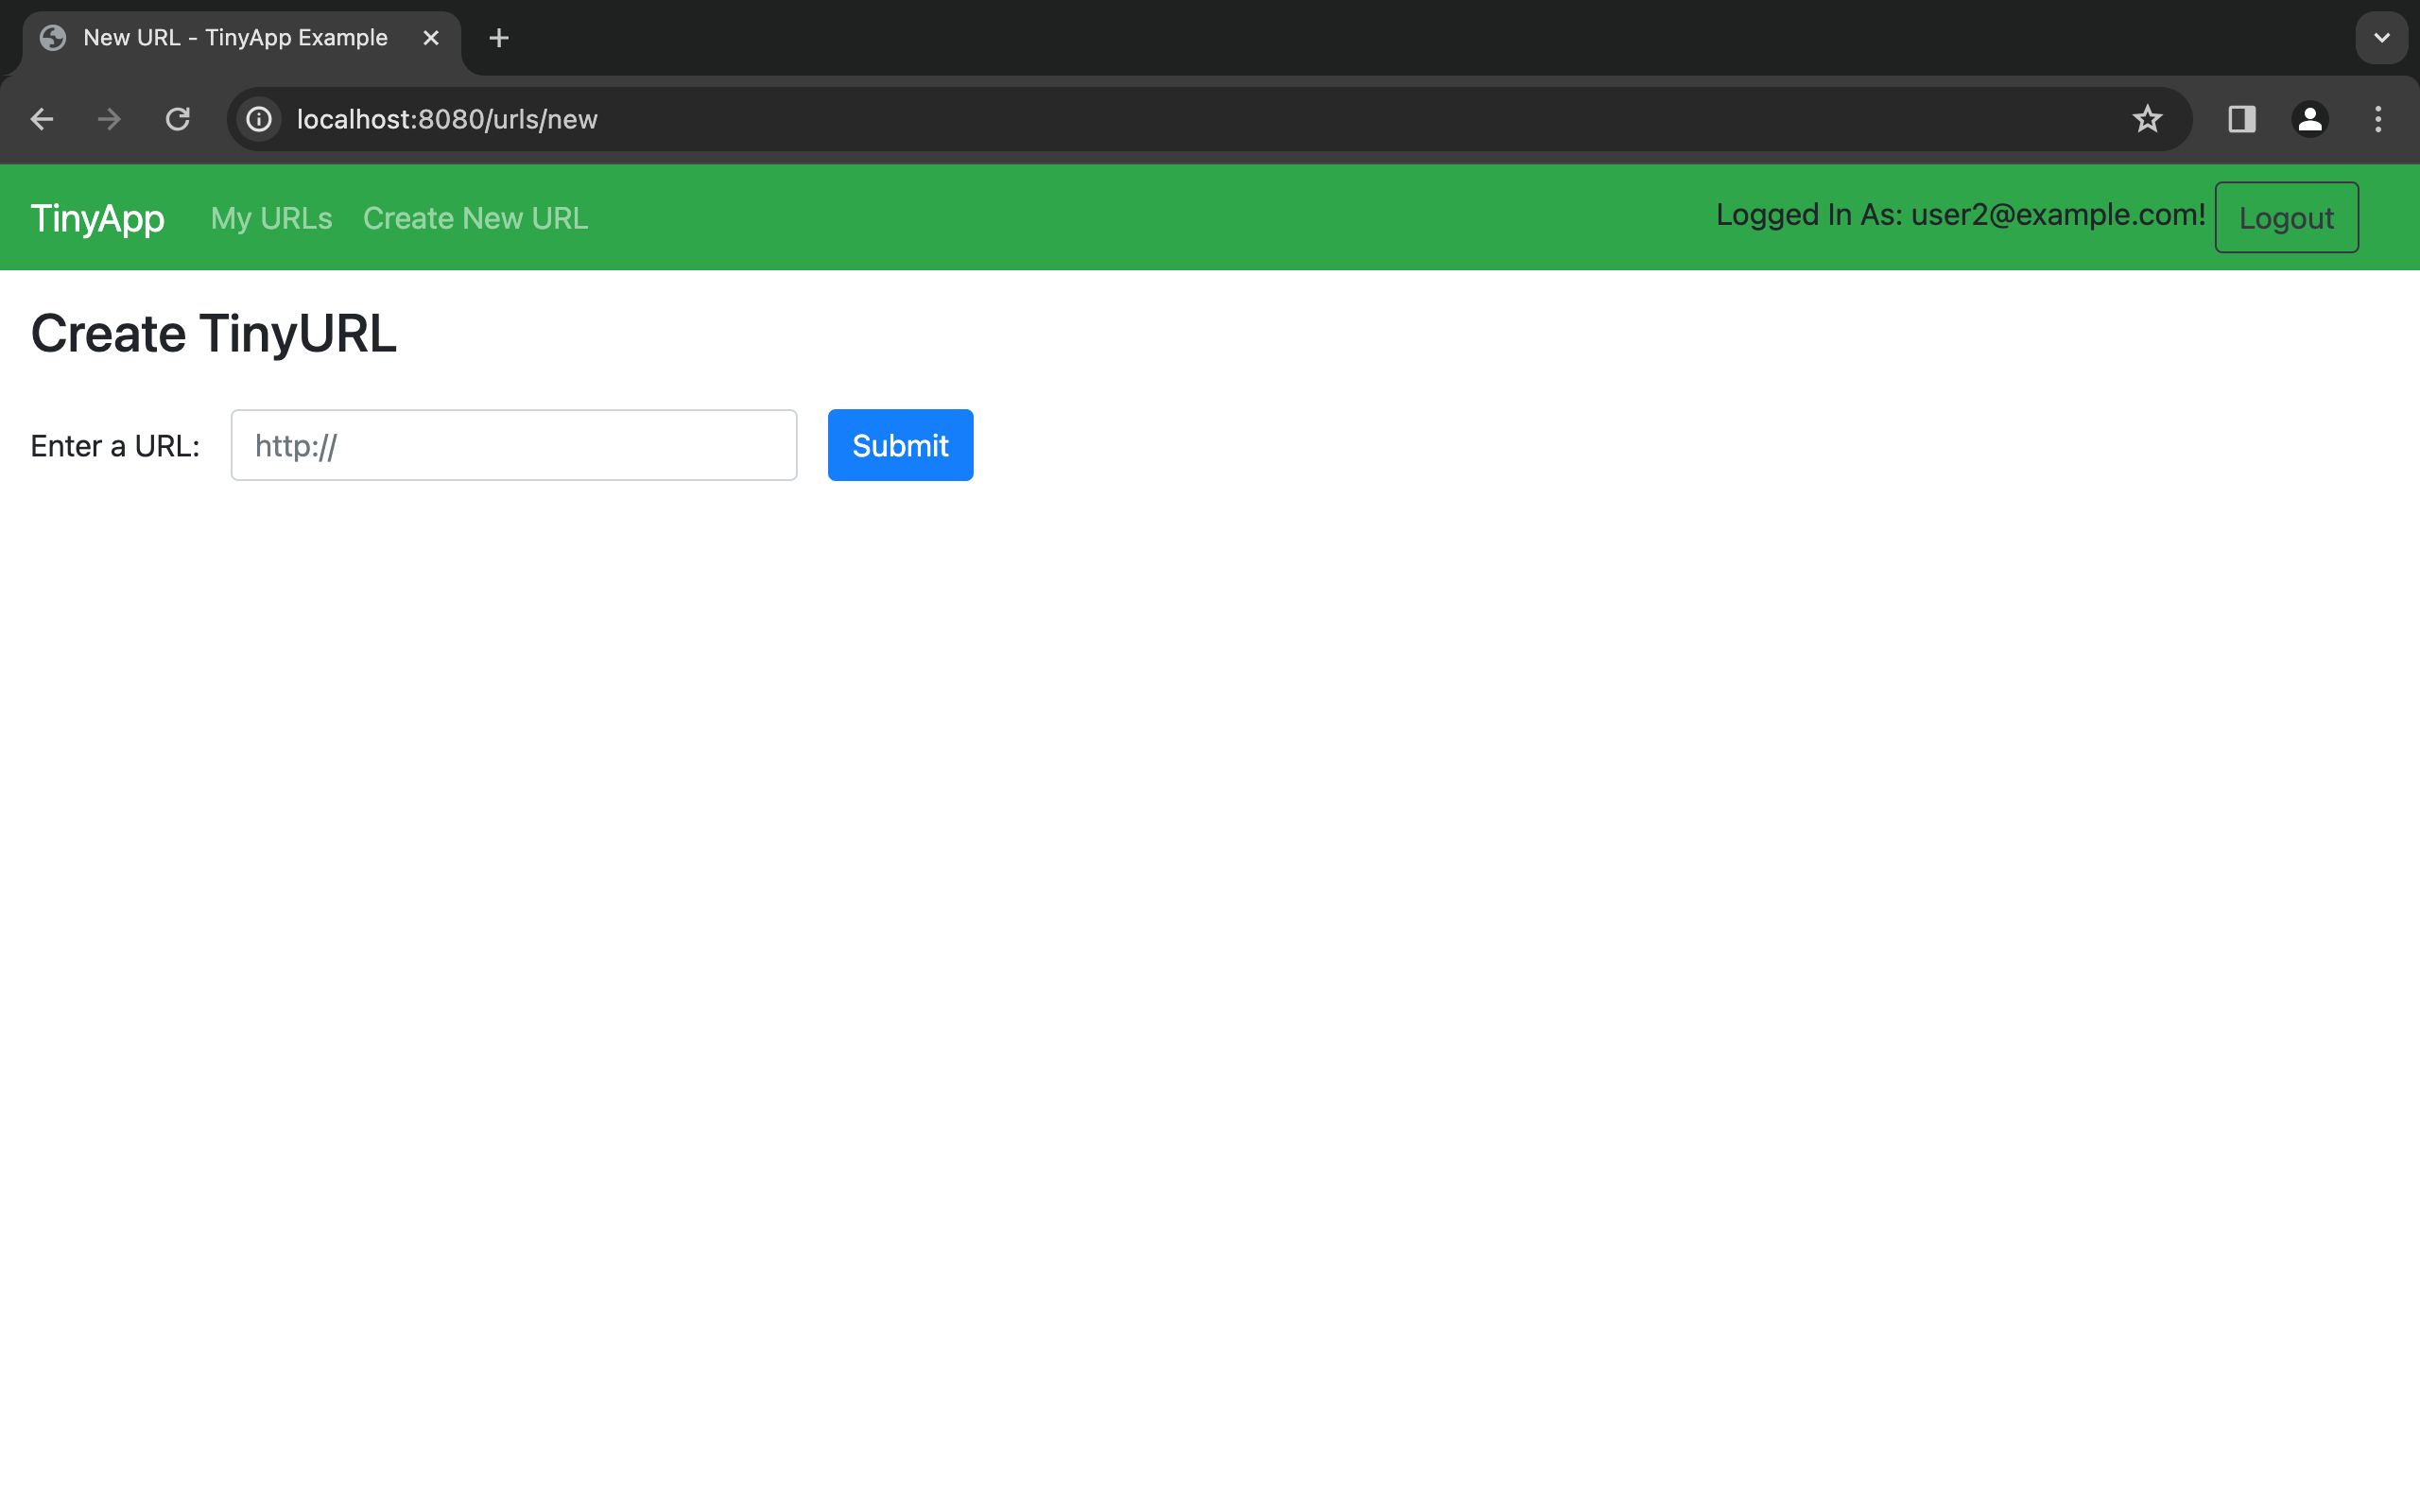 New URL - TinyApp Example
localhost:8080/urls/new
TinyApp My URLs Create New URL Logged In As: user2@example.com! Logout
Create TinyURL
Enter a URL: http:// Submit